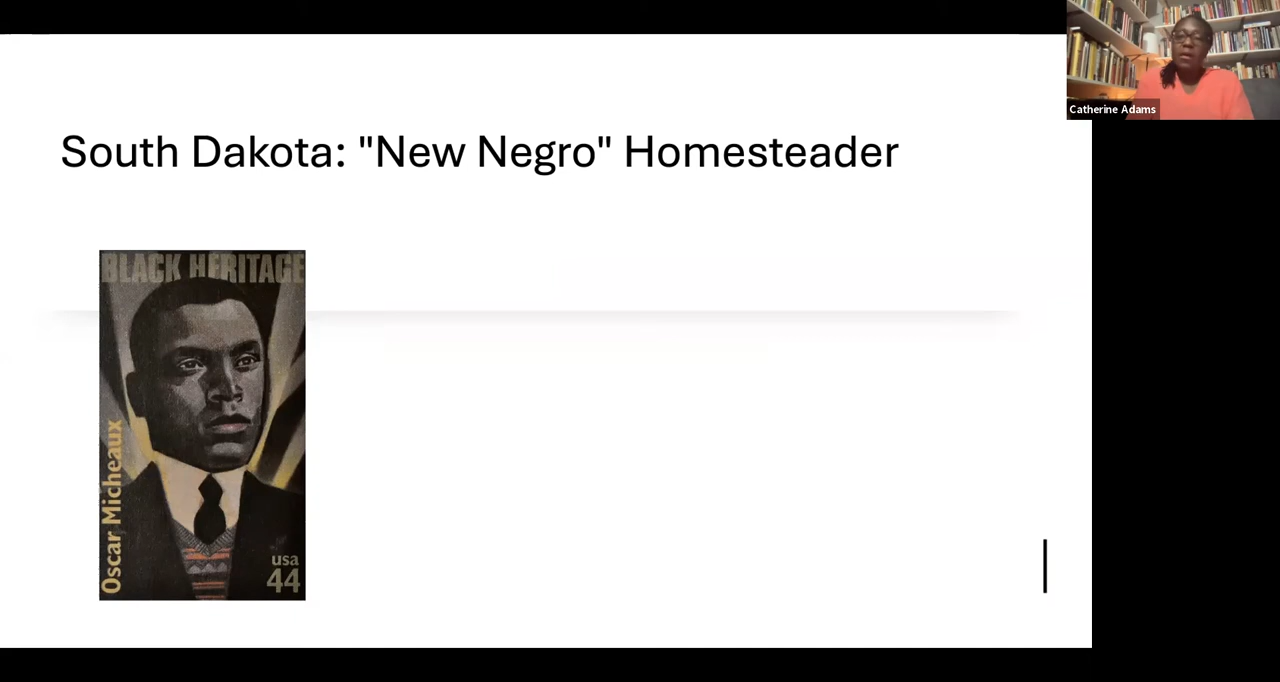 Catherine Adams
South Dakota: "New Negro" Homesteader
BLACK HERITAGE
Oscar Micheaux
usa
44